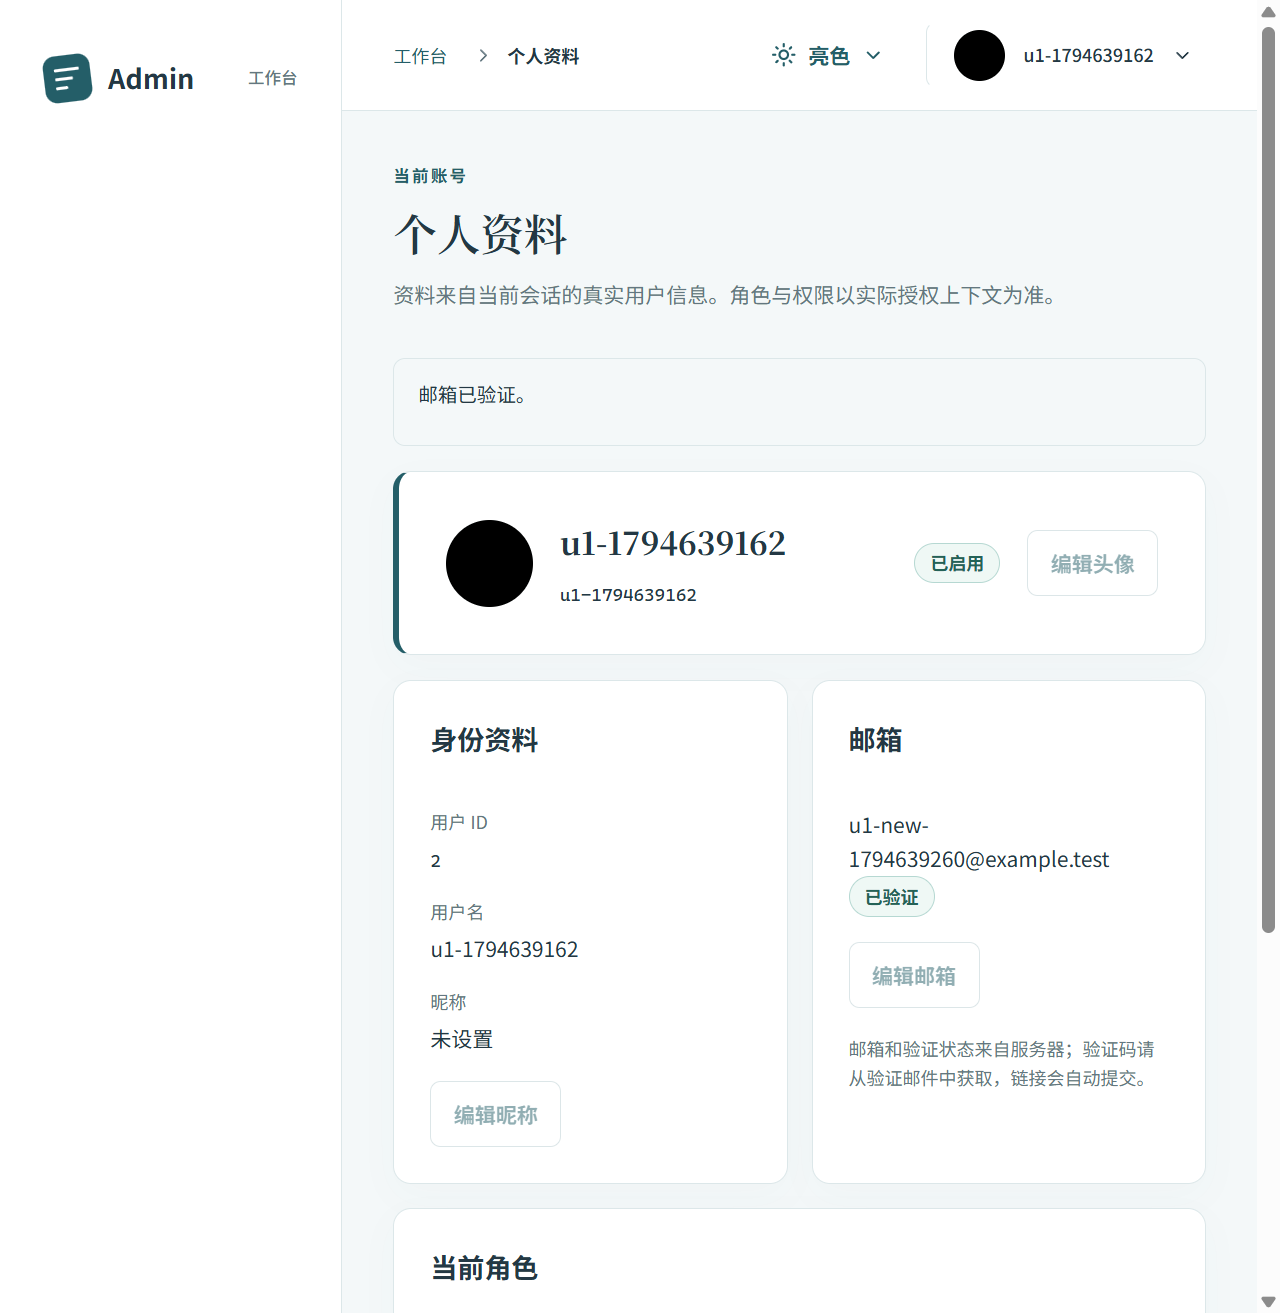 Admin
工作台
工作台 > 个人资料
亮色
u1-1794639162
当前账号
个人资料
资料来自当前会话的真实用户信息。角色与权限以实际授权上下文为准。
邮箱已验证。
u1-1794639162
u1-1794639162
已启用
编辑头像
身份资料
用户 ID
2
用户名
u1-1794639162
昵称
未设置
编辑昵称
邮箱
u1-new-
1794639260@example.test
已验证
编辑邮箱
邮箱和验证状态来自服务器；验证码请
从验证邮件中获取，链接会自动提交。
当前角色